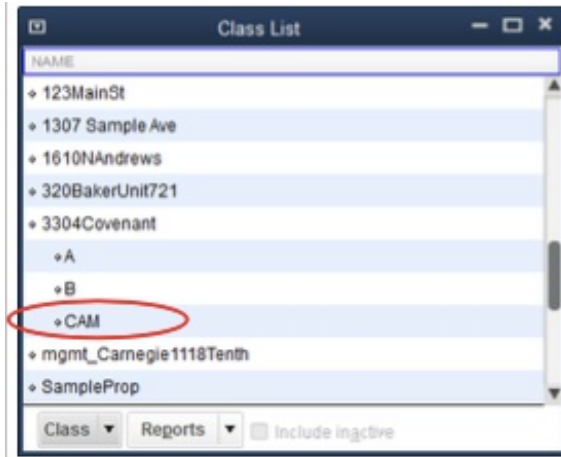 Class List
NAME
123MainSt
1307 Sample Ave
1610NAndrews
320BakerUnit721
3304Covenant
A
B
CAM
mgmt_Carnegie1118Tenth
SampleProp
Class Reports Include inactive